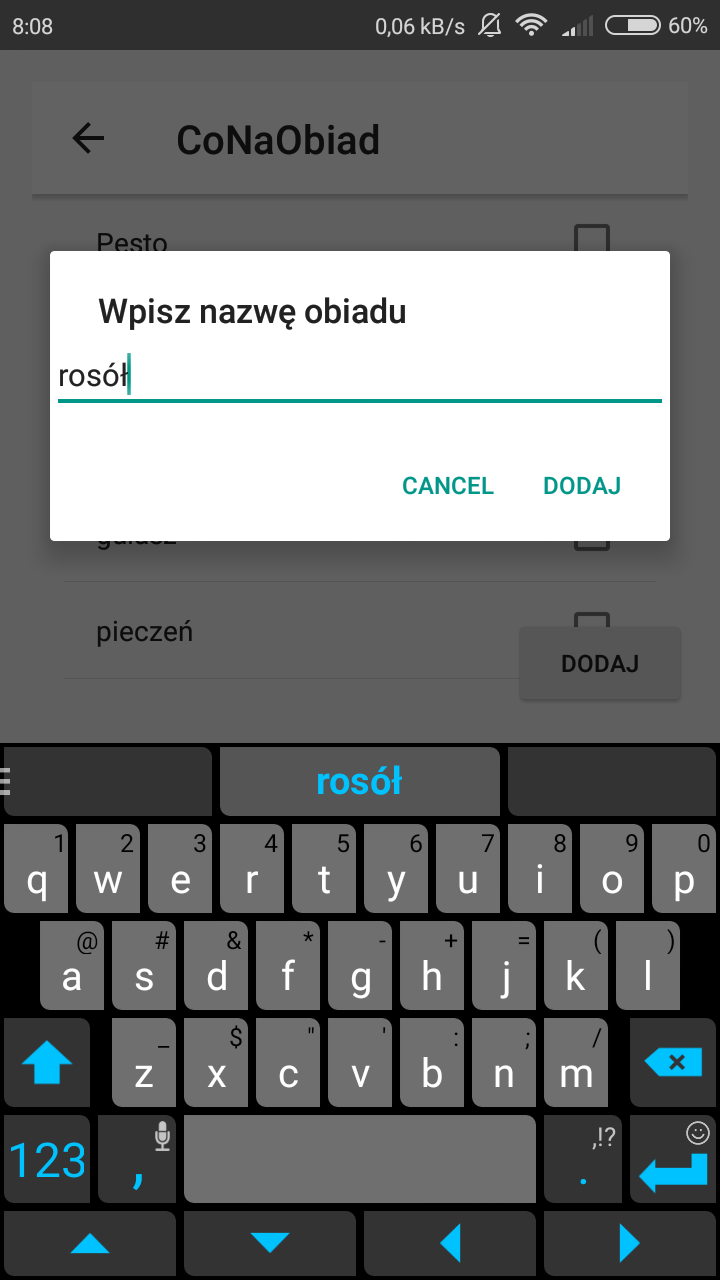 8:08 0,06 kB/s 60%
CoNaObiad
Pesto
Wpisz nazwę obiadu
rosół
CANCEL DODAJ
gulasz
pieczeń
DODAJ
rosół
1 2 3 4 5 6 7 8 9 0
q w e r t y u i o p
@ # & * - + = ( )
a s d f g h j k l
_ $ " ' : ; /
z x c v b n m
,!?
123 , .